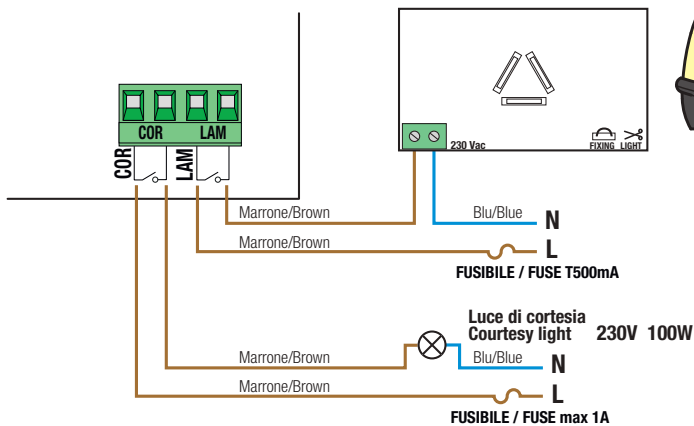 COR LAM
COR
LAM
230 Vac
FIXING LIGHT
Marrone/Brown
Blu/Blue
N
Marrone/Brown
L
FUSIBILE / FUSE T500mA
Luce di cortesia
Courtesy light 230V 100W
Marrone/Brown
Blu/Blue
N
Marrone/Brown
L
FUSIBILE / FUSE max 1A